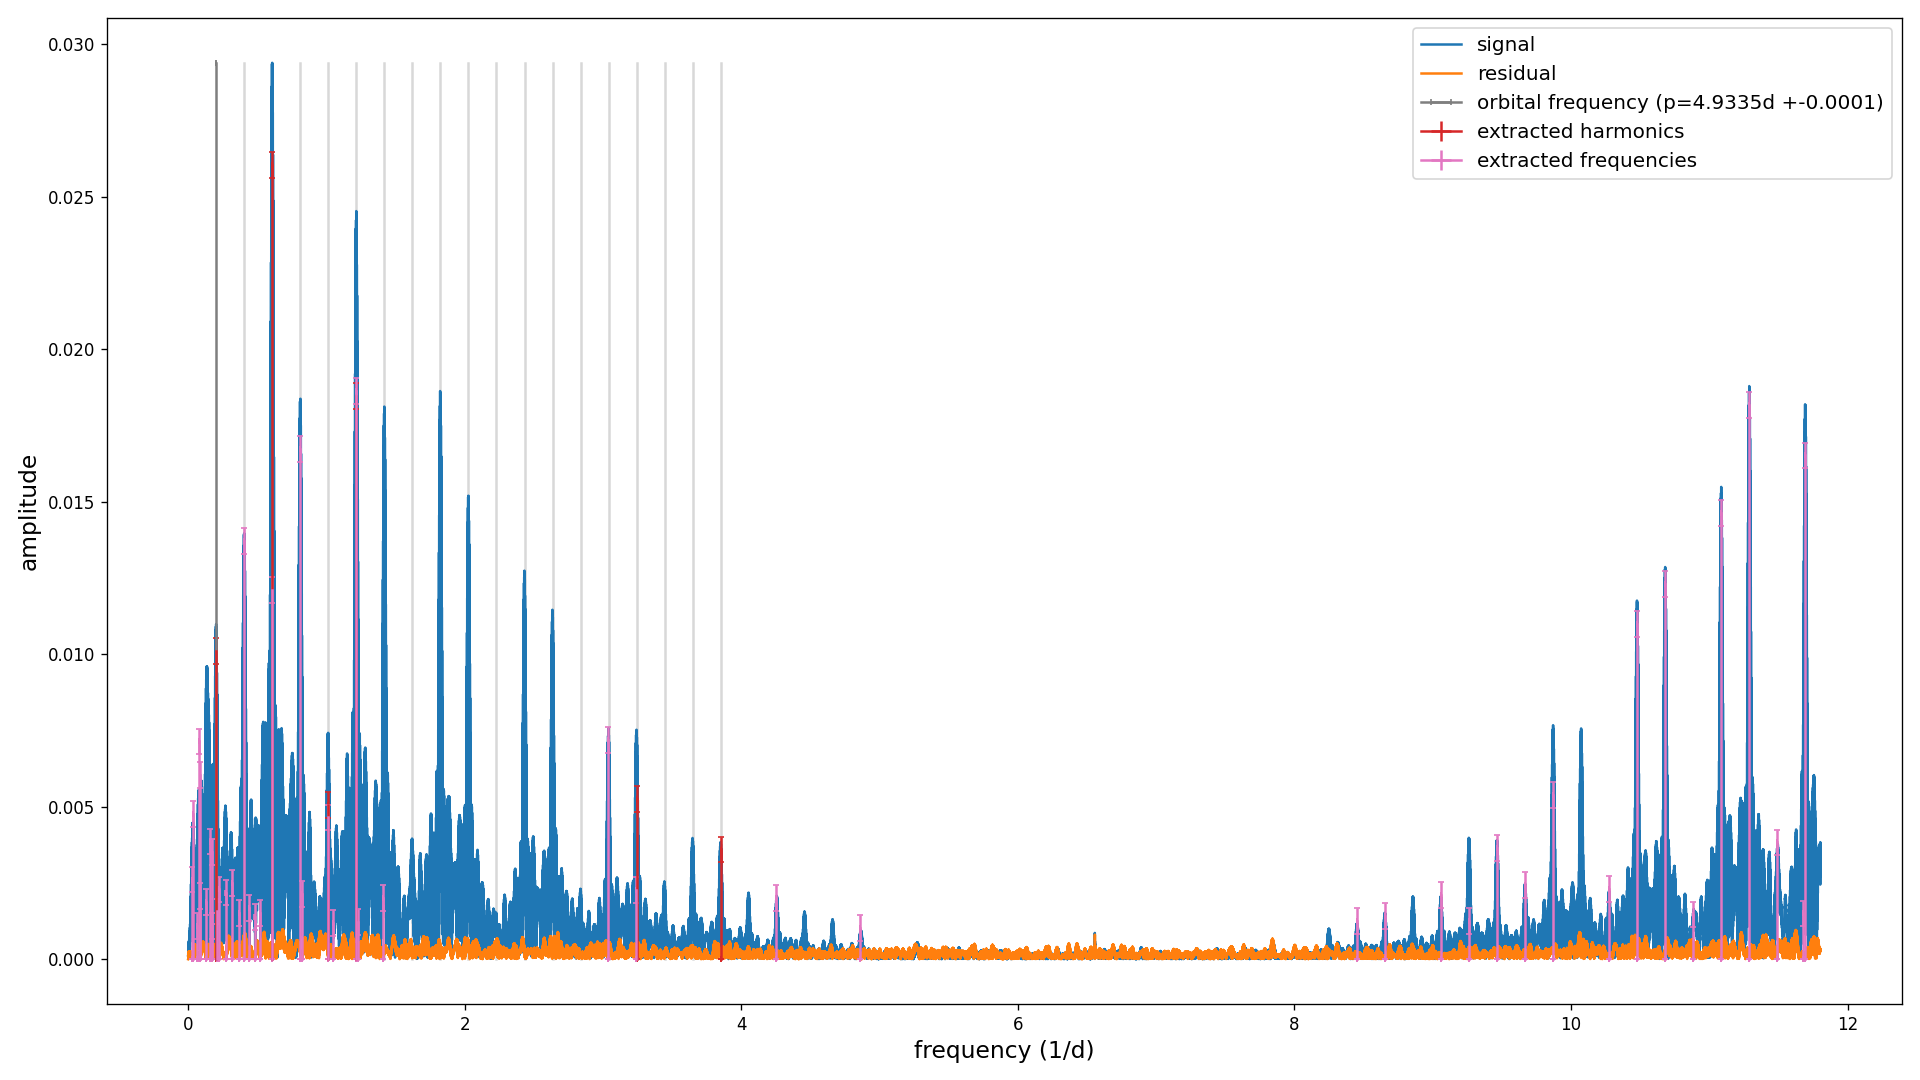 signal
residual
orbital frequency (p=4.9335d +-0.0001)
extracted harmonics
extracted frequencies
amplitude
0.030
0.025
0.020
0.015
0.010
0.005
0.000
0 2 4 6 8 10 12
frequency (1/d)